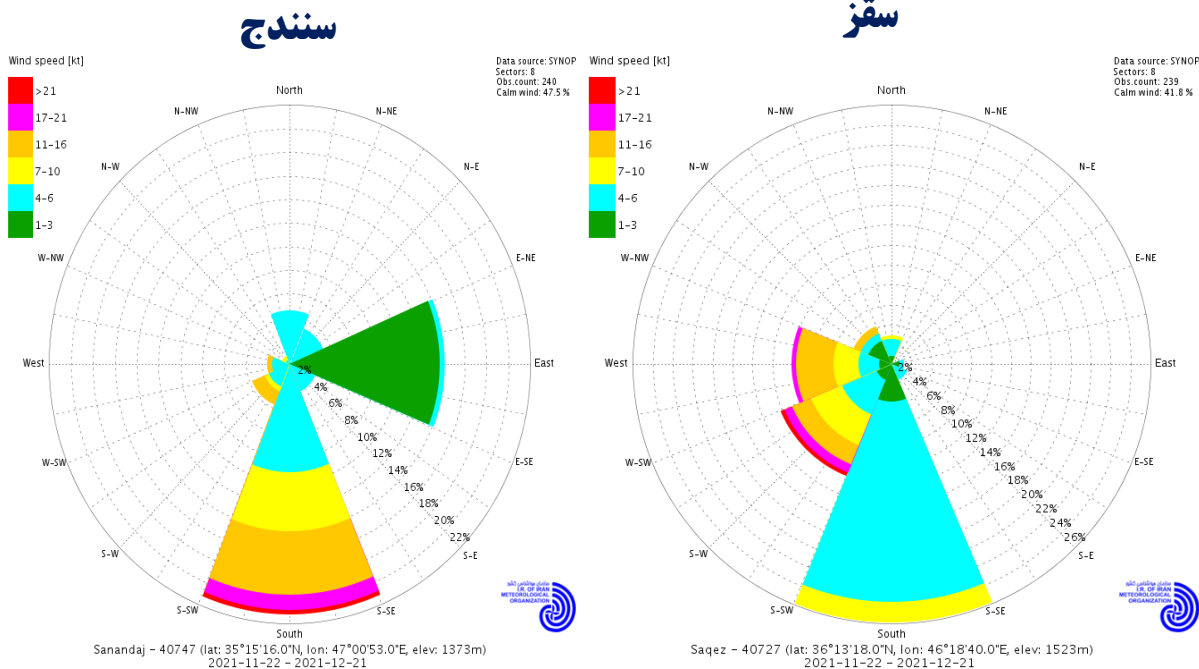 سنندج
Wind speed [kt]
>21
17-21
11-16
7-10
4-6
1-3
Data source: SYNOP
Sectors: 8
Obs.count: 240
Calm wind: 47.5 %
North
N-NW
N-NE
N-W
N-E
W-NW
E-NE
West
East
W-SW
E-SE
S-W
S-E
S-SW
S-SE
South
2%
4%
6%
8%
10%
12%
14%
16%
18%
20%
22%
سازمان هواشناسی کشور
I.R. OF IRAN
METEOROLOGICAL
ORGANIZATION
Sanandaj - 40747 (lat: 35°15'16.0"N, lon: 47°00'53.0"E, elev: 1373m)
2021-11-22 - 2021-12-21
سقز
Wind speed [kt]
>21
17-21
11-16
7-10
4-6
1-3
Data source: SYNOP
Sectors: 8
Obs.count: 239
Calm wind: 41.8 %
North
N-NW
N-NE
N-W
N-E
W-NW
E-NE
West
East
W-SW
E-SE
S-W
S-E
S-SW
S-SE
South
2%
4%
6%
8%
10%
12%
14%
16%
18%
20%
22%
24%
26%
سازمان هواشناسی کشور
I.R. OF IRAN
METEOROLOGICAL
ORGANIZATION
Saqez - 40727 (lat: 36°13'18.0"N, lon: 46°18'40.0"E, elev: 1523m)
2021-11-22 - 2021-12-21